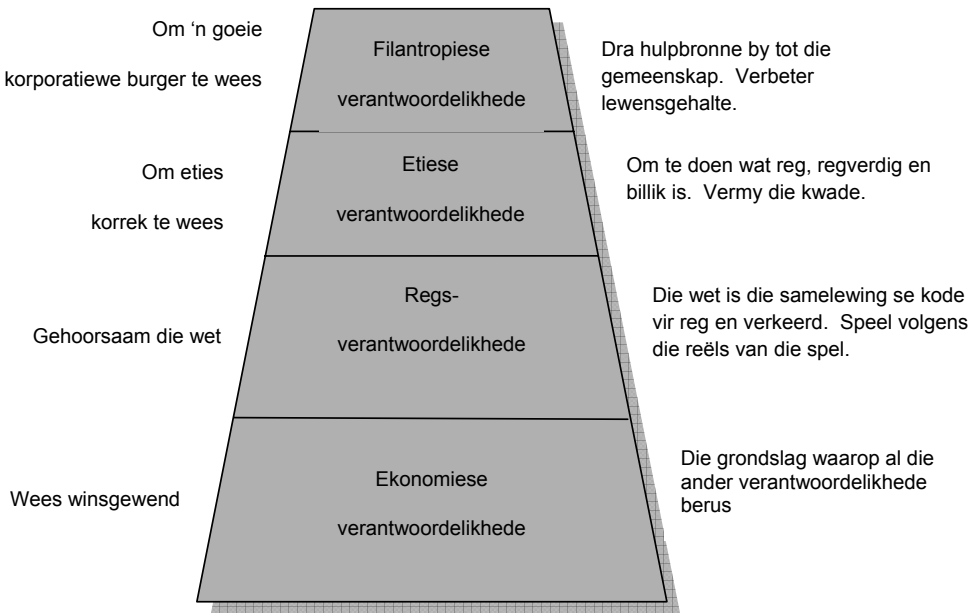 Om ‘n goeie
korporatiewe burger te wees
Filantropiese
verantwoordelikhede
Dra hulpbronne by tot die
gemeenskap. Verbeter
lewensgehalte.
Om eties
korrek te wees
Etiese
verantwoordelikhede
Om te doen wat reg, regverdig en
billik is. Vermy die kwade.
Gehoorsaam die wet
Regs-
verantwoordelikhede
Die wet is die samelewing se kode
vir reg en verkeerd. Speel volgens
die reëls van die spel.
Wees winsgewend
Ekonomiese
verantwoordelikhede
Die grondslag waarop al die
ander verantwoordelikhede
berus